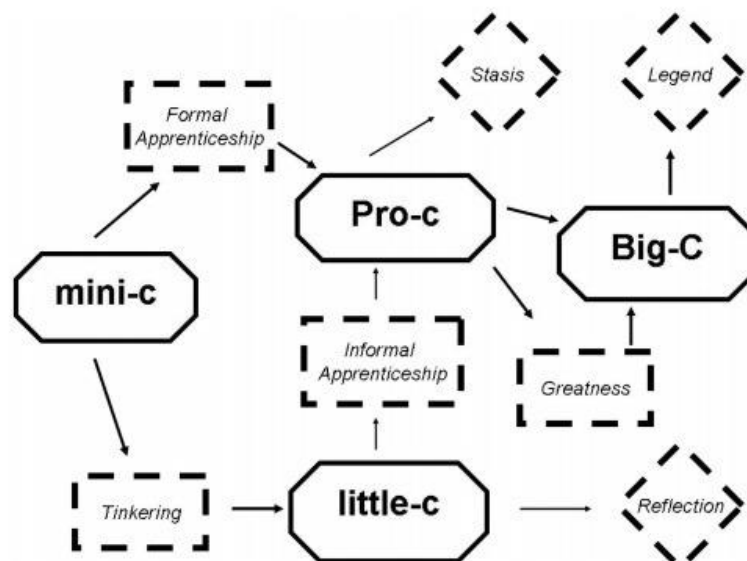 Stasis
Legend
Formal
Apprenticeship
Pro-c
Big-C
mini-c
Informal
Apprenticeship
Greatness
Tinkering
little-c
Reflection